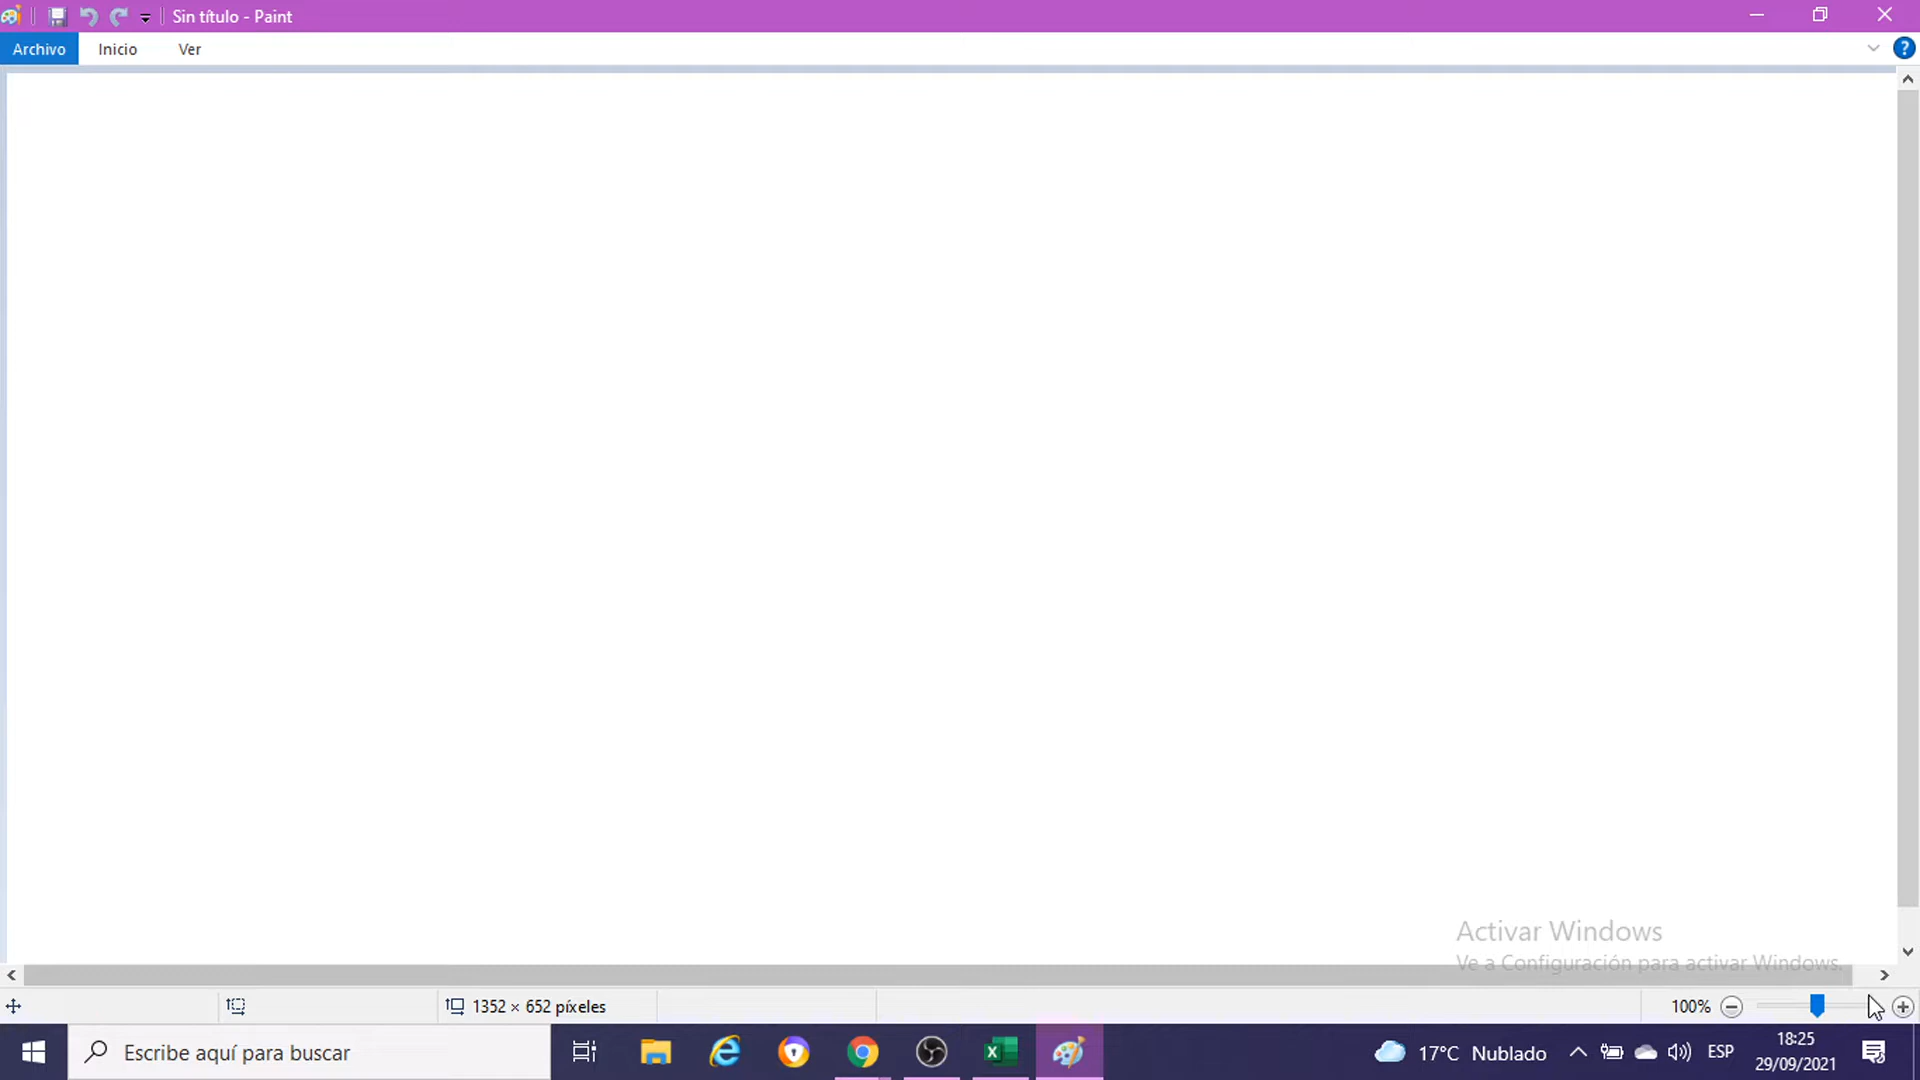 Sin título - Paint
Archivo Inicio Ver
Activar Windows
Ve a Configuración para activar Windows.
1352 × 652 píxeles
100%
Escribe aquí para buscar
17°C Nublado
ESP
18:25
29/09/2021